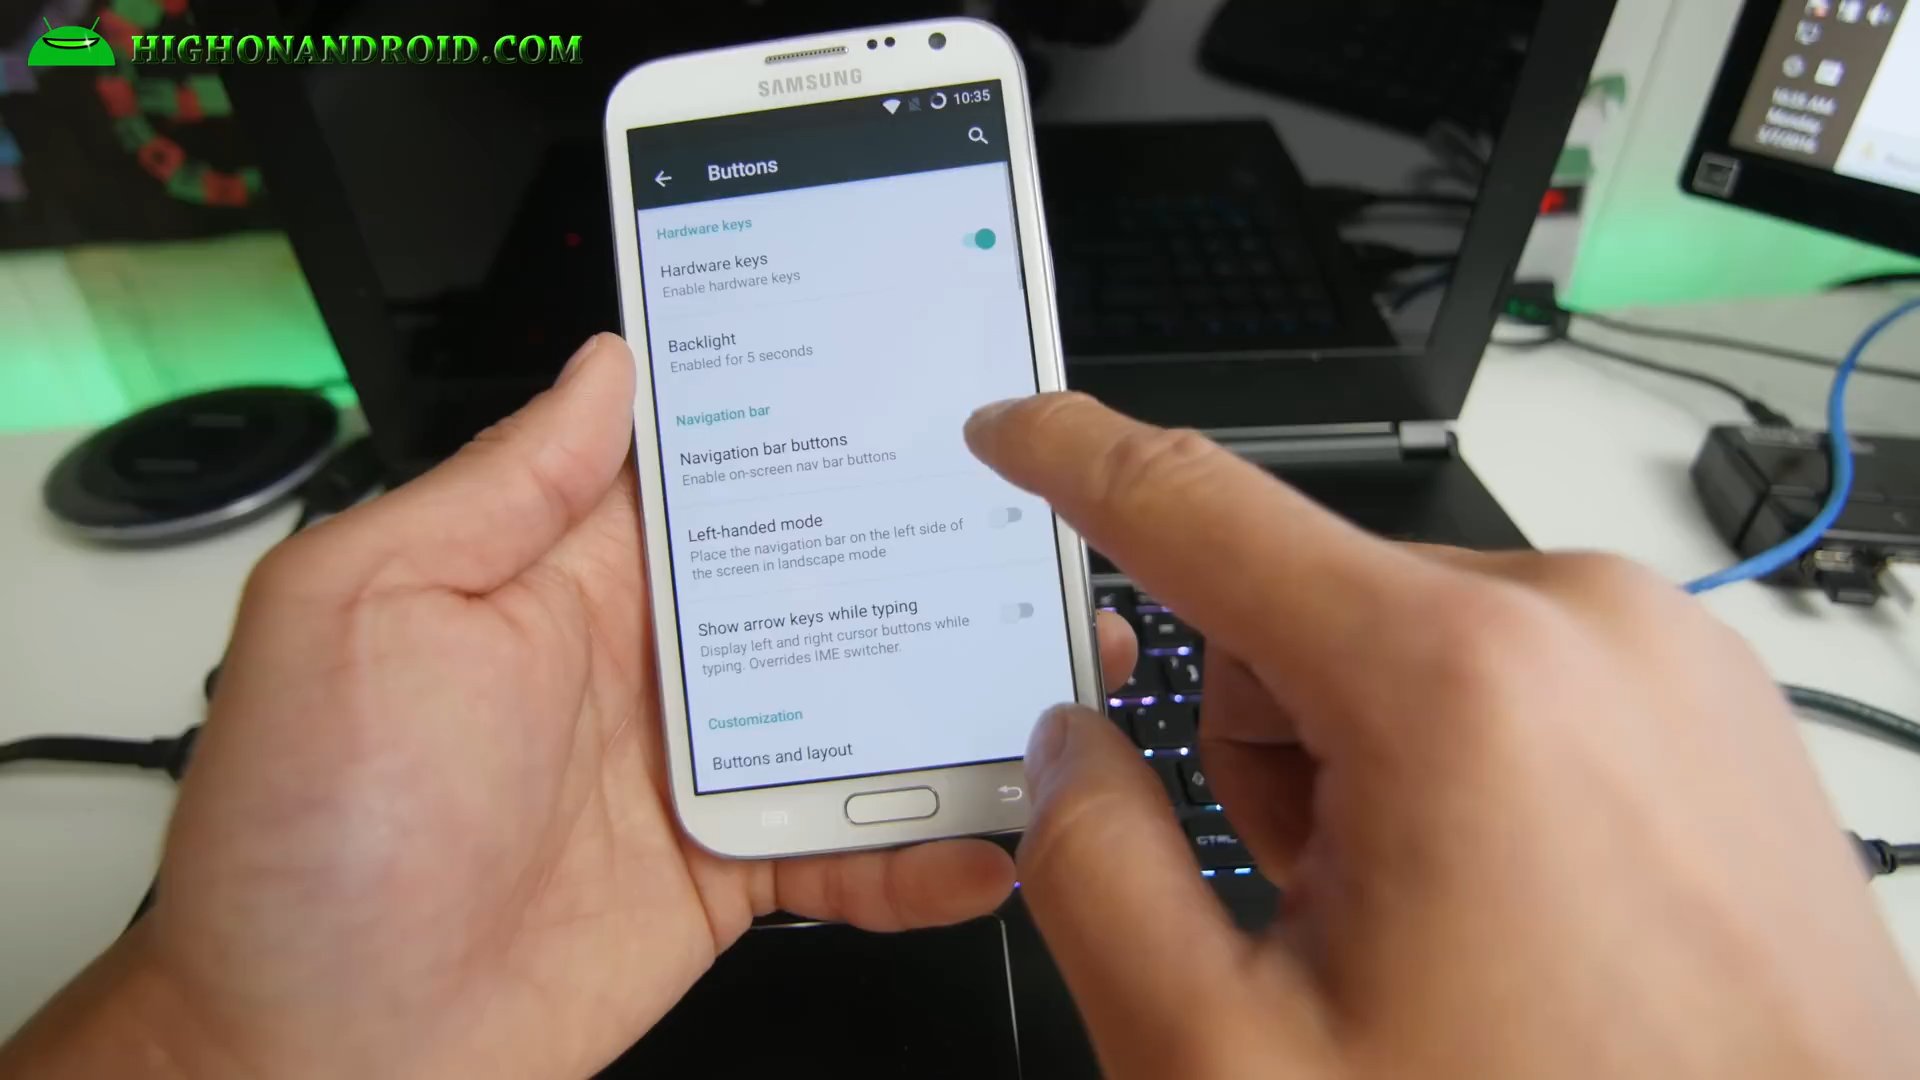 HIGHONANDROID.COM
SAMSUNG
10:35
Buttons
Hardware keys
Hardware keys
Enable hardware keys
Backlight
Enabled for 5 seconds
Navigation bar
Navigation bar buttons
Enable on-screen nav bar buttons
Left-handed mode
Place the navigation bar on the left side of
the screen in landscape mode
Show arrow keys while typing
Display left and right cursor buttons while
typing. Overrides IME switcher.
Customization
Buttons and layout
CTRL
Monday